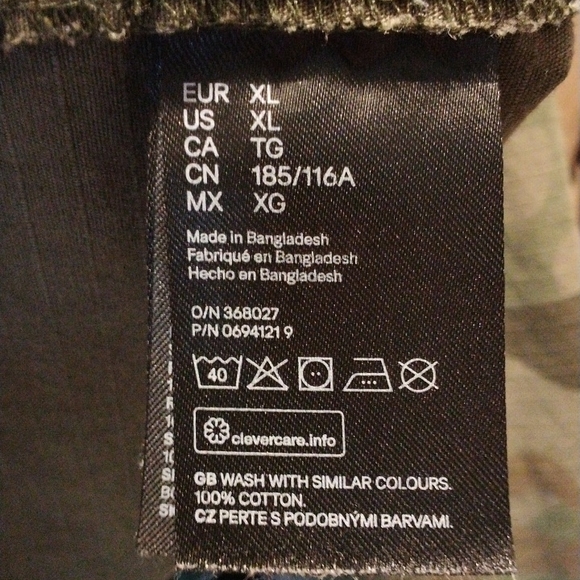 EUR XL
US XL
CA TG
CN 185/116A
MX XG
Made in Bangladesh
Fabriqué en Bangladesh
Hecho en Bangladesh
O/N 368027
P/N 0694121 9
40
clevercare.info
GB WASH WITH SIMILAR COLOURS.
100% COTTON.
CZ PERTE S PODOBNÝMI BARVAMI.